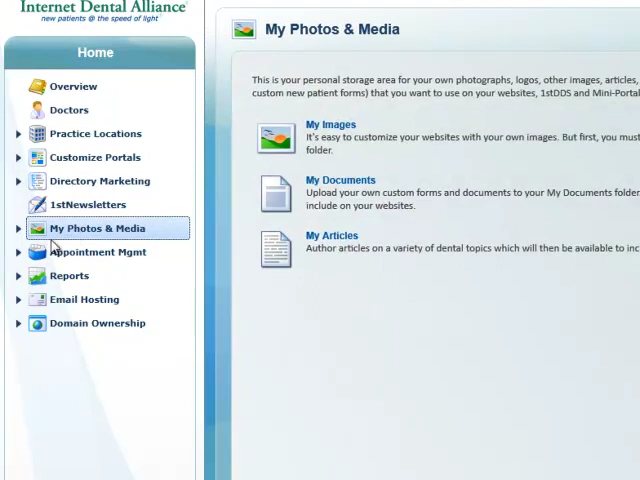 Internet Dental Alliance
new patients @ the speed of light
Home
Overview
Doctors
Practice Locations
Customize Portals
Directory Marketing
1stNewsletters
My Photos & Media
Appointment Mgmt
Reports
Email Hosting
Domain Ownership
My Photos & Media
This is your personal storage area for your own photographs, logos, other images, articles,
custom new patient forms) that you want to use on your websites, 1stDDS and Mini-Portal
My Images
It's easy to customize your websites with your own images. But first, you must
folder.
My Documents
Upload your own custom forms and documents to your My Documents folder
include on your websites.
My Articles
Author articles on a variety of dental topics which will then be available to inc